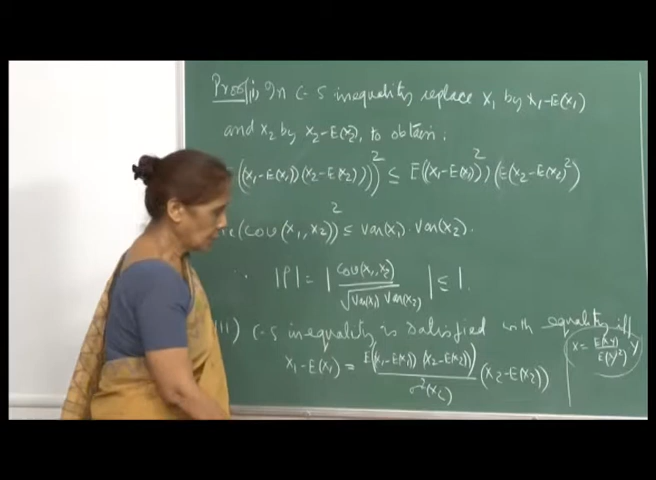 Proof (i) In C-S inequality replace X₁ by X₁-E(X₁)
and X₂ by X₂-E(X₂), to obtain.
((X₁-E(X₁))(X₂-E(X₂)))² ≤ E((X₁-E(X₁))²)(E(X₂-E(X₂)²)
(Cov(X₁,X₂))² ≤ Var(X₁) Var(X₂).
∴ |ρ| = |Cov(X₁,X₂)/√(Var(X₁) Var(X₂))| ≤ 1.
C-S inequality is satisfied with equality iff
X = E(XY)/E(Y²) Y
X₁-E(X₁) = E((X₁-E(X₁))(X₂-E(X₂)))/σ²(X₂) (X₂-E(X₂))